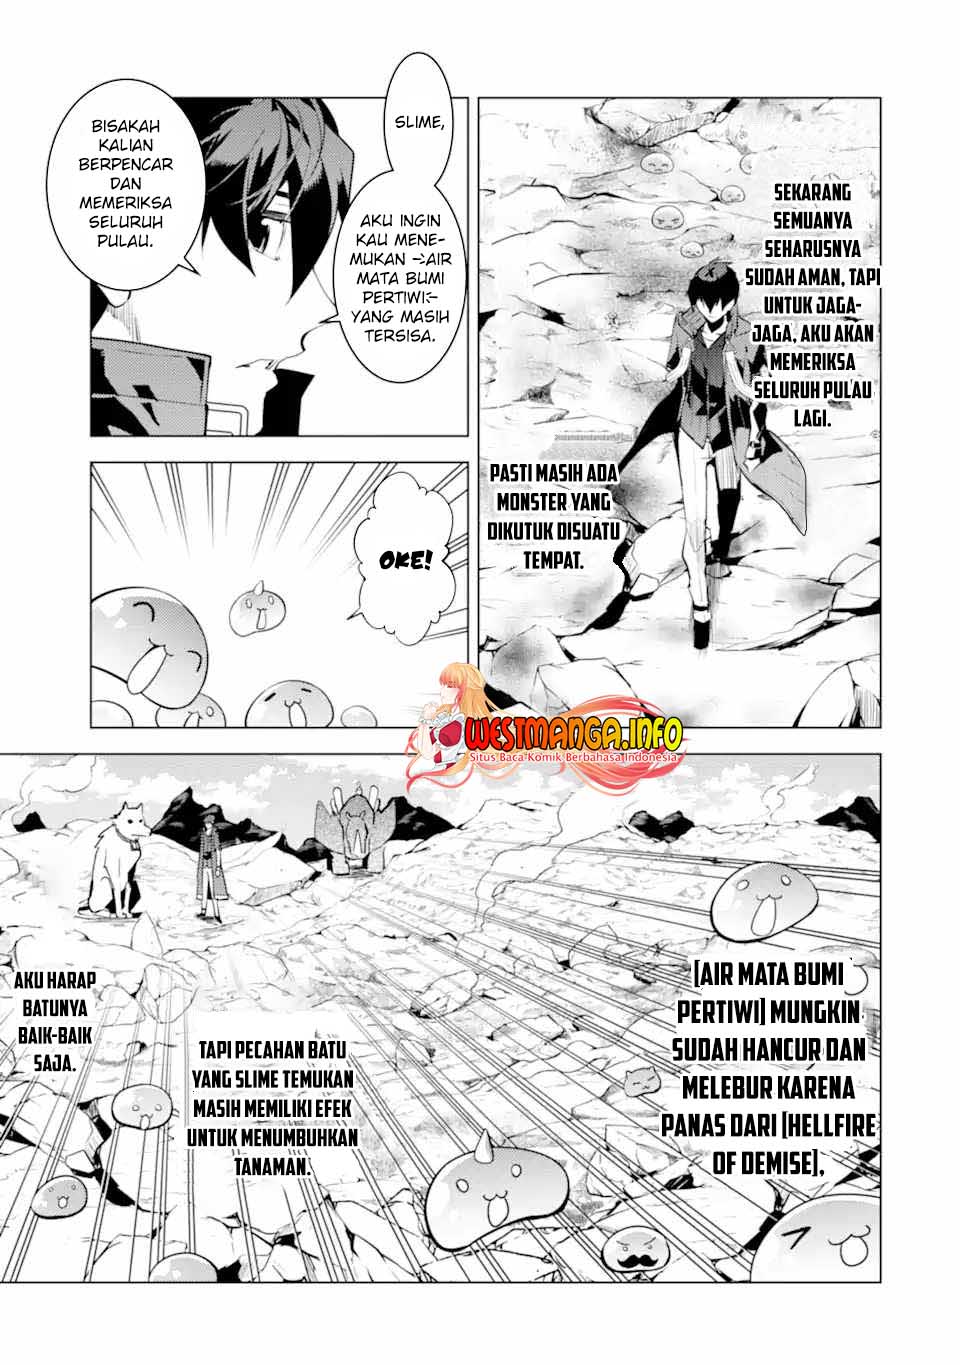 SEKARANG
SEMUANYA
SEHARUSNYA
SUDAH AMAN, TAPI
UNTUK JAGA-
JAGA, AKU AKAN
MEMERIKSA
SELURUH PULAU
LAGI.
PASTI MASIH ADA
MONSTER YANG
DIKUTUK DISUATU
TEMPAT.
SLIME,
AKU INGIN
KAU MENE-
MUKAN -:-AIR
MATA BUMI
PERTIWI:-
YANG MASIH
TERSISA.
BISAKAH
KALIAN
BERPENCAR
DAN
MEMERIKSA
SELURUH
PULAU.
OKE!
WESTMANGA.INFO
Situs Baca Komik Berbahasa Indonesia
[AIR MATA BUMI
PERTIWI] MUNGKIN
SUDAH HANCUR DAN
MELEBUR KARENA
PANAS DARI [HELLFIRE
OF DEMISE],
TAPI PECAHAN BATU
YANG SLIME TEMUKAN
MASIH MEMILIKI EFEK
UNTUK MENUMBUHKAN
TANAMAN.
AKU HARAP
BATUNYA
BAIK-BAIK
SAJA.